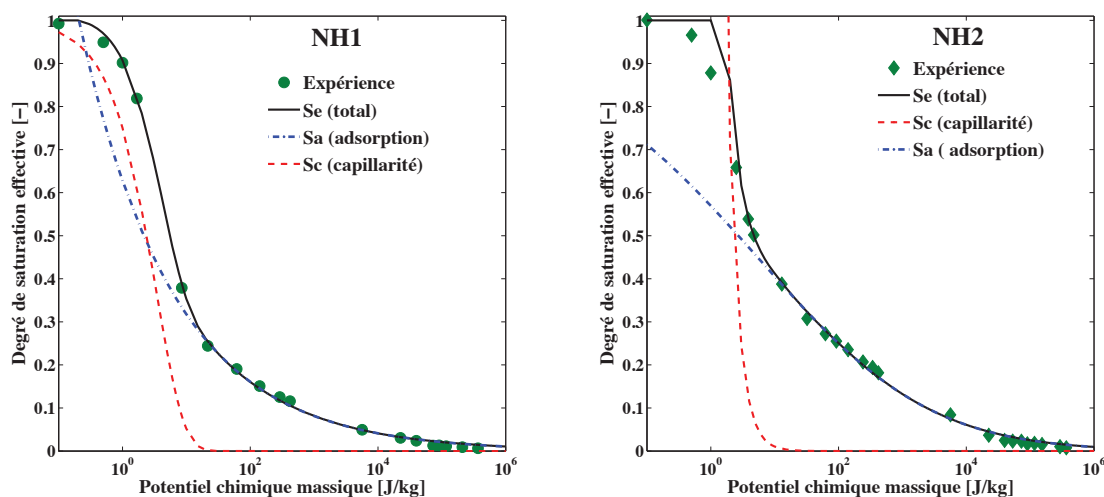 NH1
Expérience
Se (total)
Sa (adsorption)
Sc (capillarité)
Degré de saturation effective [−]
1
0.9
0.8
0.7
0.6
0.5
0.4
0.3
0.2
0.1
0
10^0
10^2
10^4
10^6
Potentiel chimique massique [J/kg]
NH2
Expérience
Se (total)
Sc (capillarité)
Sa ( adsorption)
Degré de saturation effective [−]
1
0.9
0.8
0.7
0.6
0.5
0.4
0.3
0.2
0.1
0
10^0
10^2
10^4
10^6
Potentiel chimique massique [J/kg]